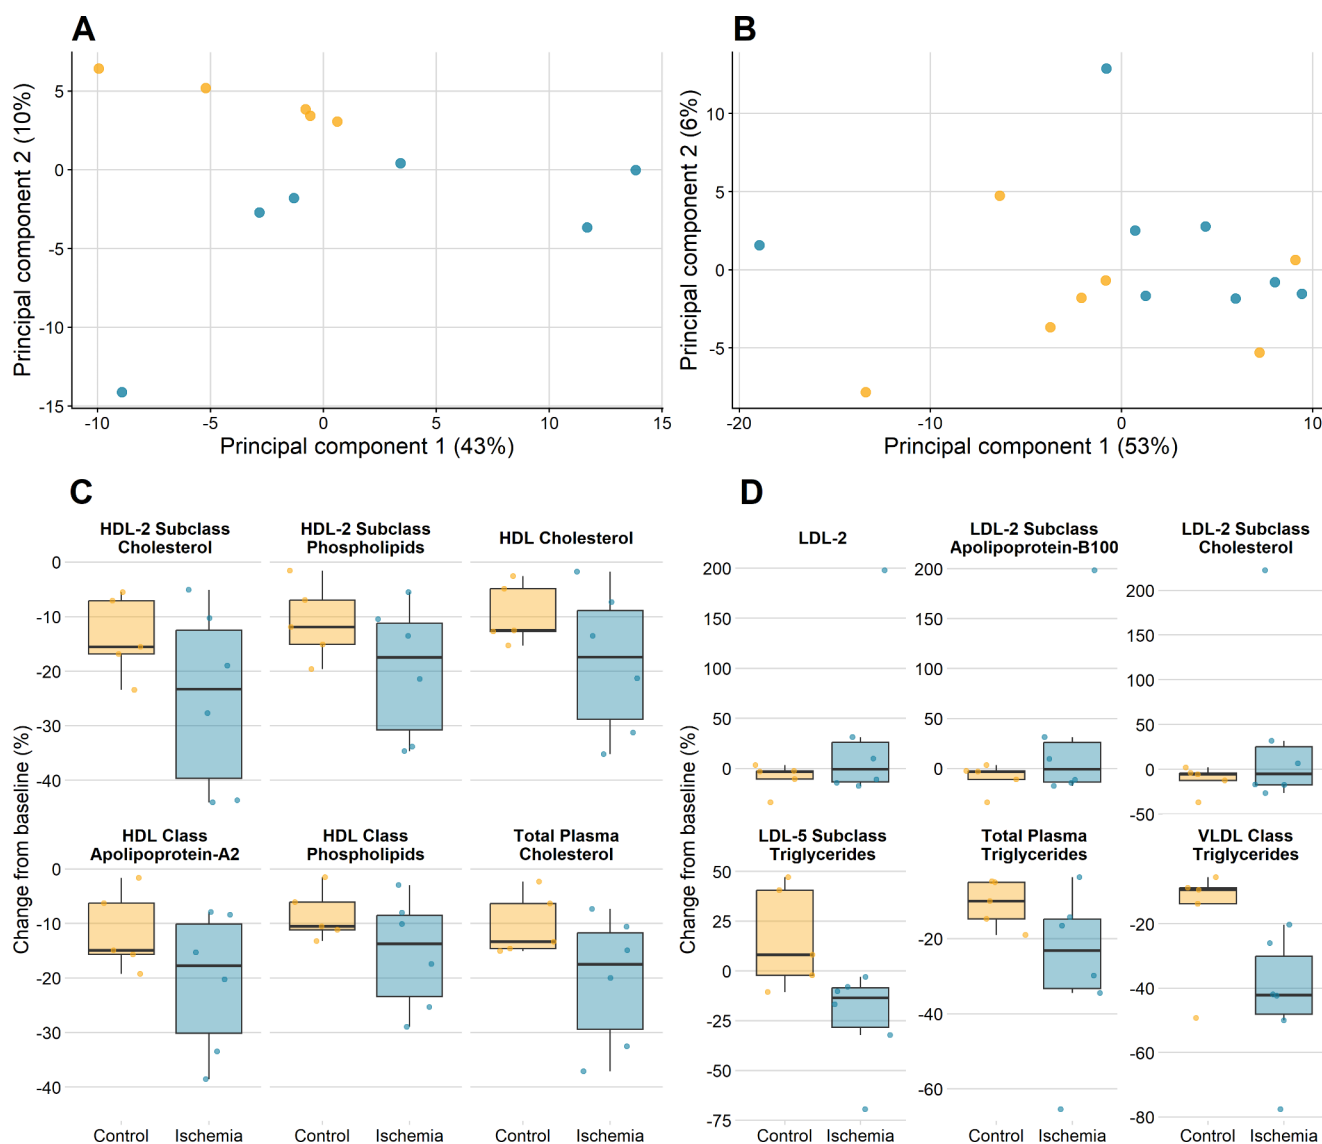 A
Principal component 2 (10%)
5
0
-5
-10
-15
-10
-5
0
5
10
15
Principal component 1 (43%)
B
Principal component 2 (6%)
10
5
0
-5
-20
-10
0
10
Principal component 1 (53%)
C
Change from baseline (%)
HDL-2 Subclass
Cholesterol
HDL-2 Subclass
Phospholipids
HDL Cholesterol
0
-10
-20
-30
-40
HDL Class
Apolipoprotein-A2
HDL Class
Phospholipids
Total Plasma
Cholesterol
0
-10
-20
-30
-40
Control
Ischemia
Control
Ischemia
Control
Ischemia
D
Change from baseline (%)
LDL-2
200
150
100
50
0
LDL-2 Subclass
Apolipoprotein-B100
200
150
100
50
0
LDL-2 Subclass
Cholesterol
200
150
100
50
0
-50
LDL-5 Subclass
Triglycerides
50
25
0
-25
-50
-75
Total Plasma
Triglycerides
-20
-40
-60
VLDL Class
Triglycerides
-20
-40
-60
-80
Control
Ischemia
Control
Ischemia
Control
Ischemia